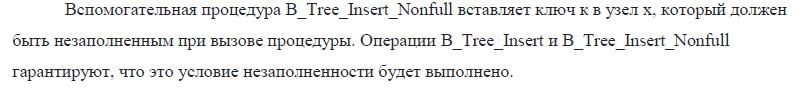 Вспомогательная процедура B_Tree_Insert_Nonfull вставляет ключ к в узел x, который должен
быть незаполненным при вызове процедуры. Операции B_Tree_Insert и B_Tree_Insert_Nonfull
гарантируют, что это условие незаполненности будет выполнено.